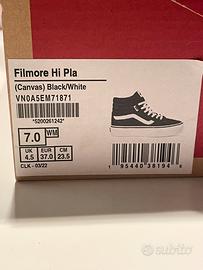 Filmore Hi Pla
(Canvas) Black/White
VN0A5EM71871
*5200261242*
7.0 WM
UK EUR CM
4.5 37.0 23.5
CLK - 03/22
1 95440 38194 6
subito